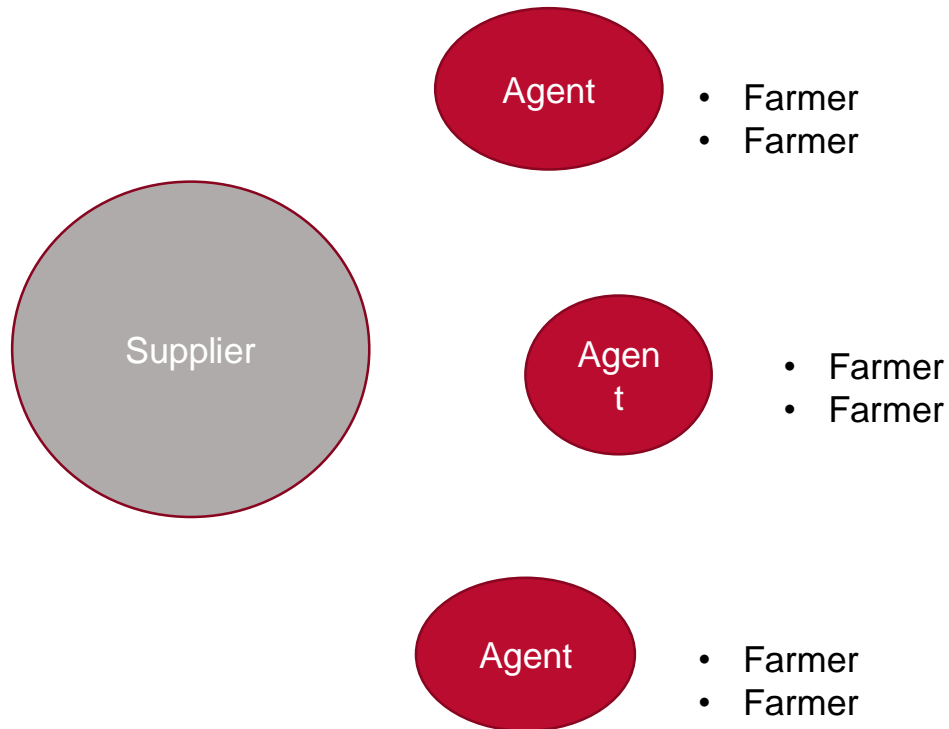 Agent
• Farmer
• Farmer
Supplier
Agen
t
• Farmer
• Farmer
Agent
• Farmer
• Farmer